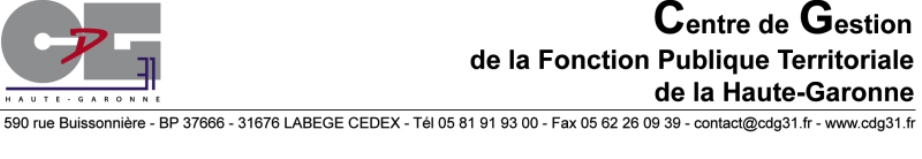 CDG
31
HAUTE-GARONNE
Centre de Gestion
de la Fonction Publique Territoriale
de la Haute-Garonne
590 rue Buissonnière - BP 37666 - 31676 LABEGE CEDEX - Tél 05 81 91 93 00 - Fax 05 62 26 09 39 - contact@cdg31.fr - www.cdg31.fr